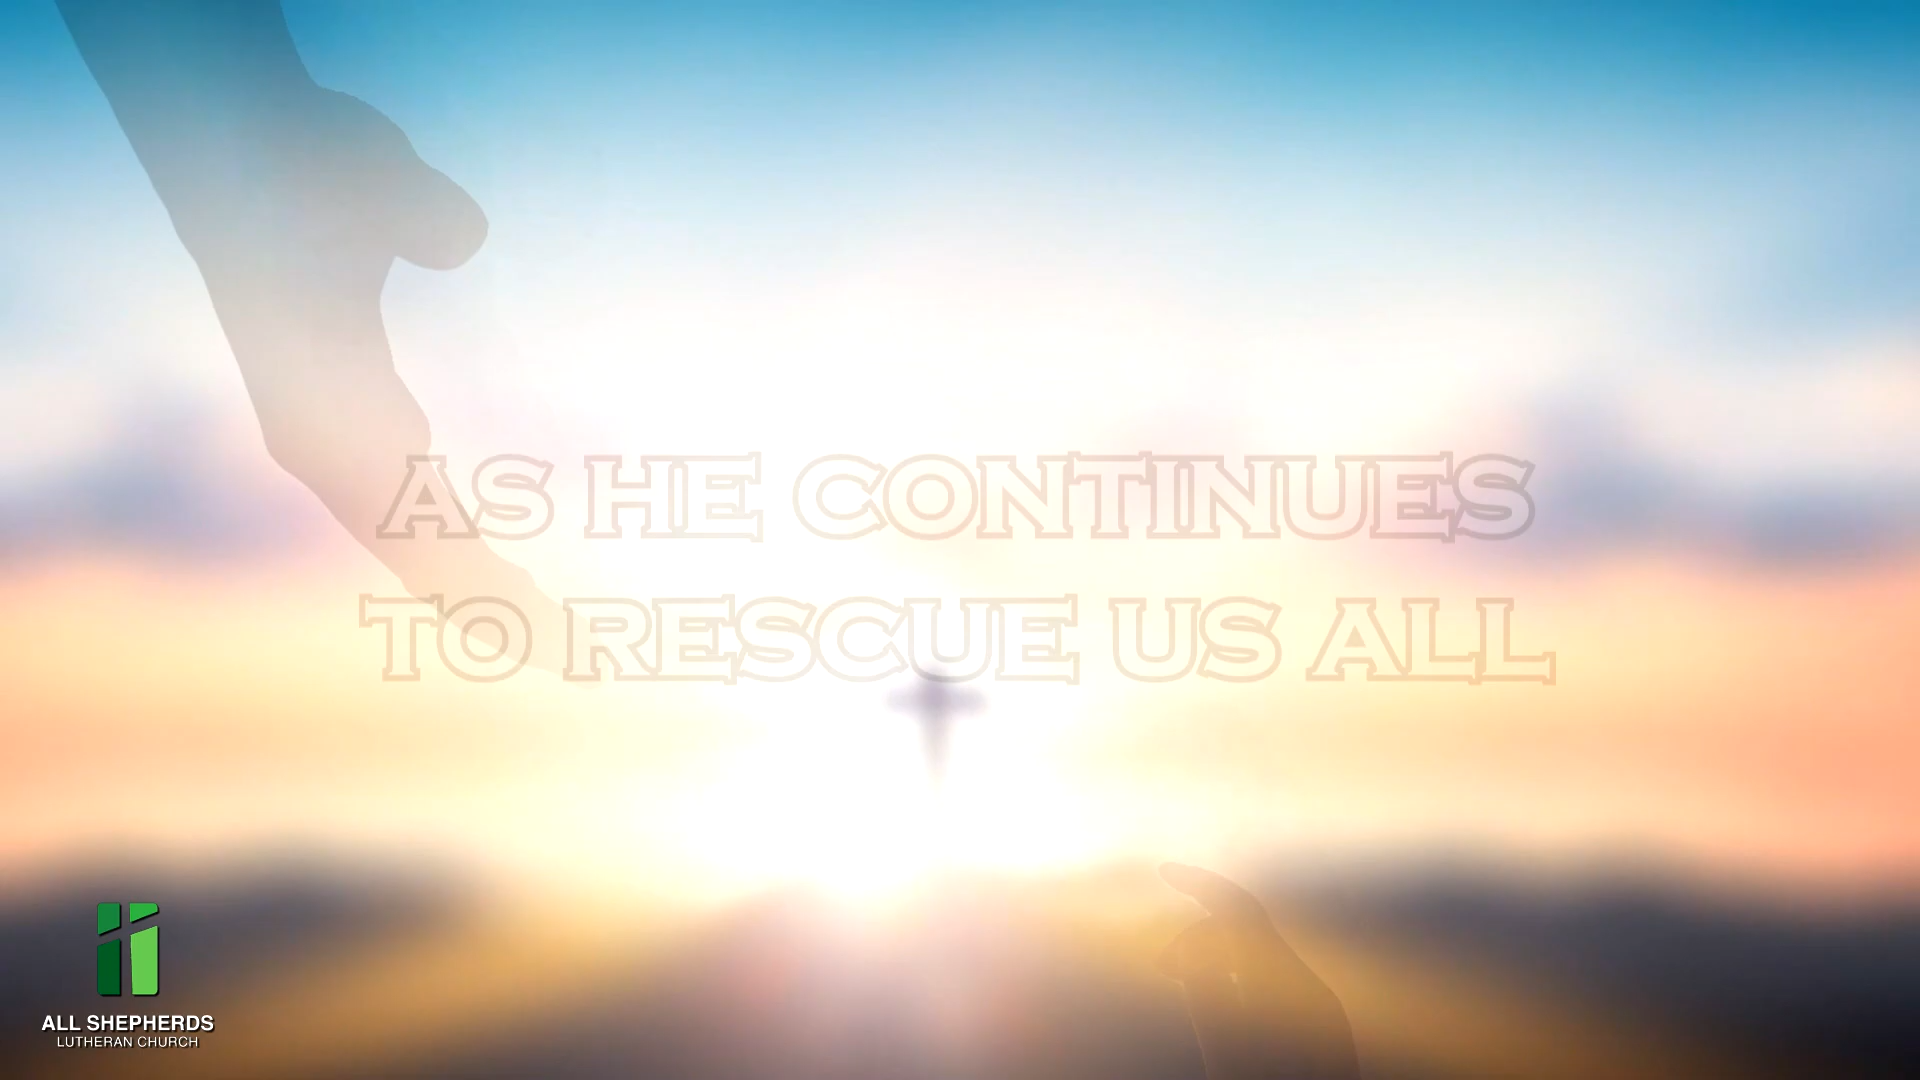 AS HE CONTINUES
TO RESCUE US ALL
ALL SHEPHERDS
LUTHERAN CHURCH